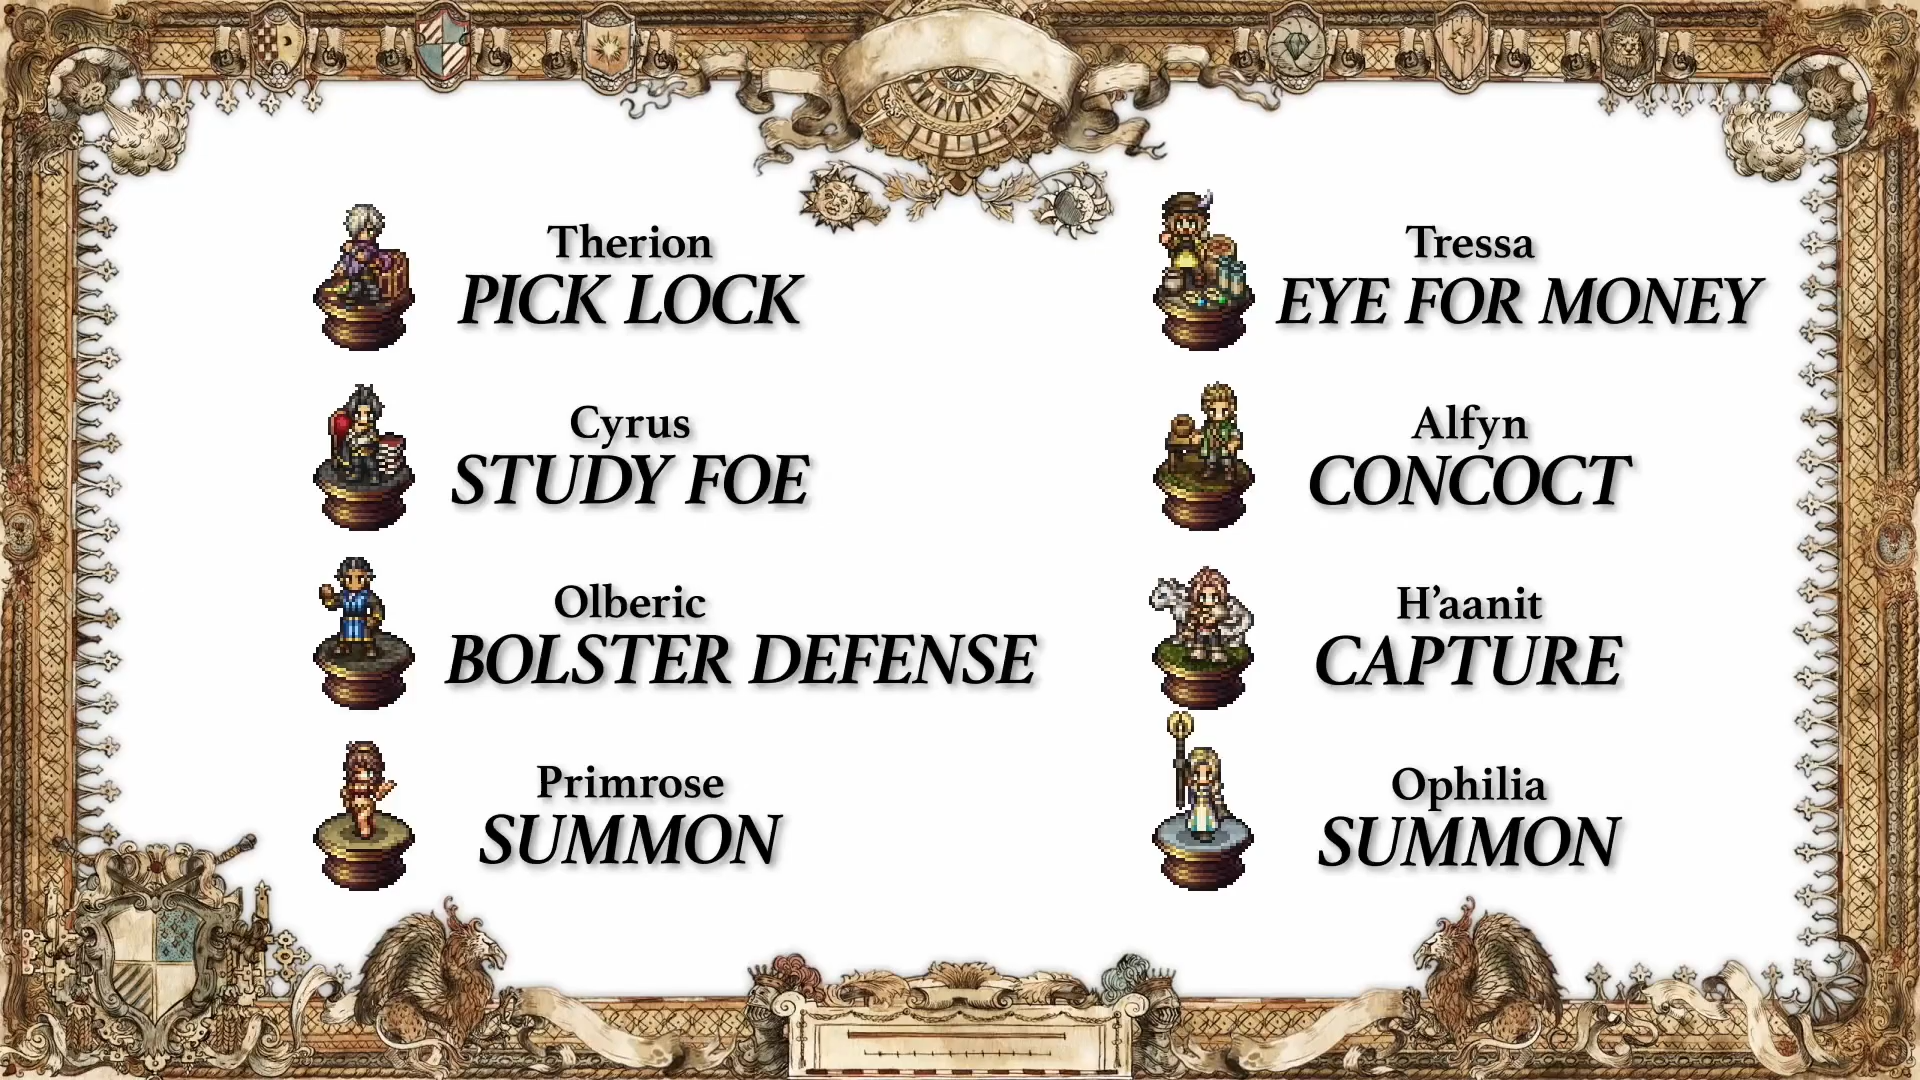 Therion
PICK LOCK
Tressa
EYE FOR MONEY
Cyrus
STUDY FOE
Alfyn
CONCOCT
Olberic
BOLSTER DEFENSE
H’aanit
CAPTURE
Primrose
SUMMON
Ophilia
SUMMON